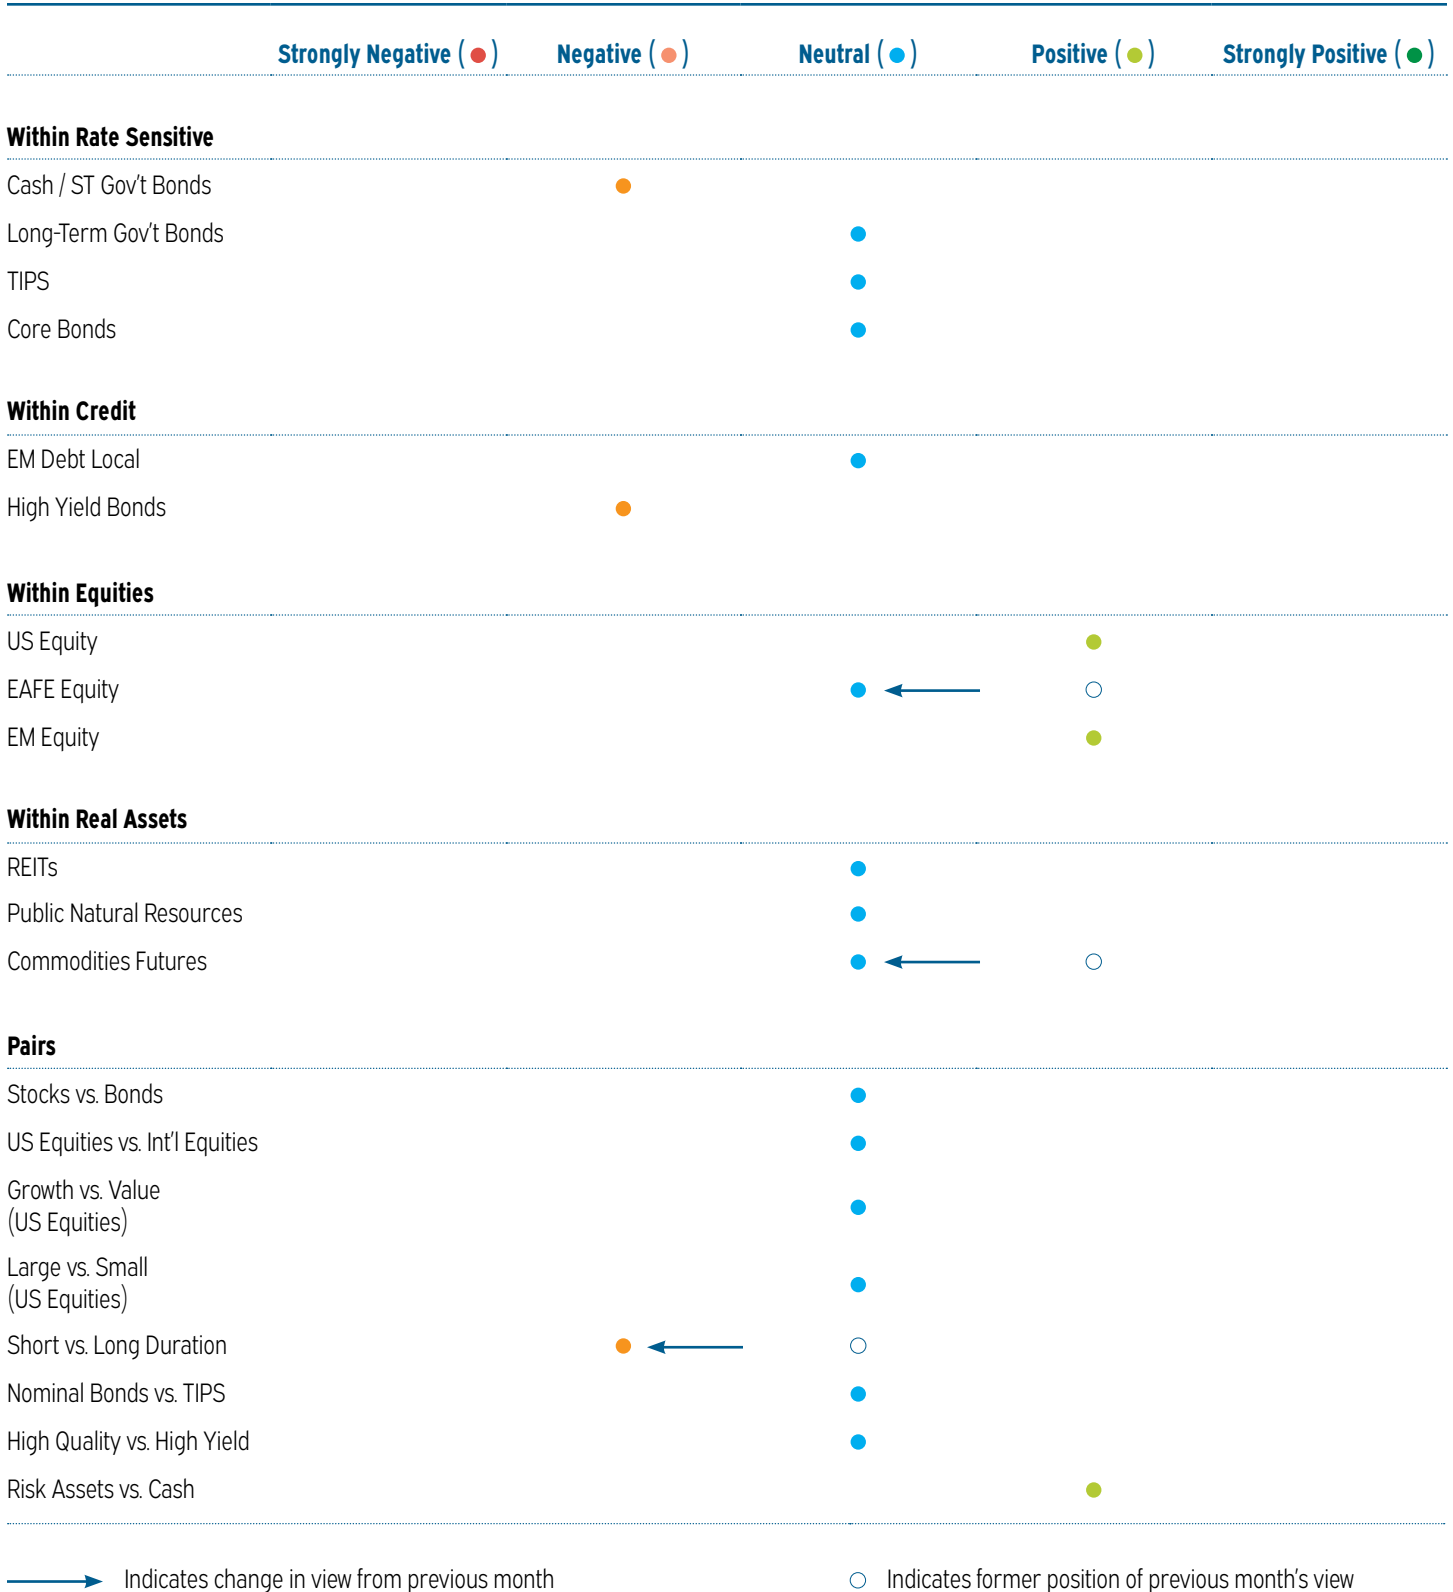 Strongly Negative ( ) Negative ( ) Neutral ( ) Positive ( ) Strongly Positive ( )
Within Rate Sensitive
Cash / ST Gov't Bonds
Long-Term Gov't Bonds
TIPS
Core Bonds
Within Credit
EM Debt Local
High Yield Bonds
Within Equities
US Equity
EAFE Equity
EM Equity
Within Real Assets
REITs
Public Natural Resources
Commodities Futures
Pairs
Stocks vs. Bonds
US Equities vs. Int'l Equities
Growth vs. Value
(US Equities)
Large vs. Small
(US Equities)
Short vs. Long Duration
Nominal Bonds vs. TIPS
High Quality vs. High Yield
Risk Assets vs. Cash
Indicates change in view from previous month Indicates former position of previous month's view